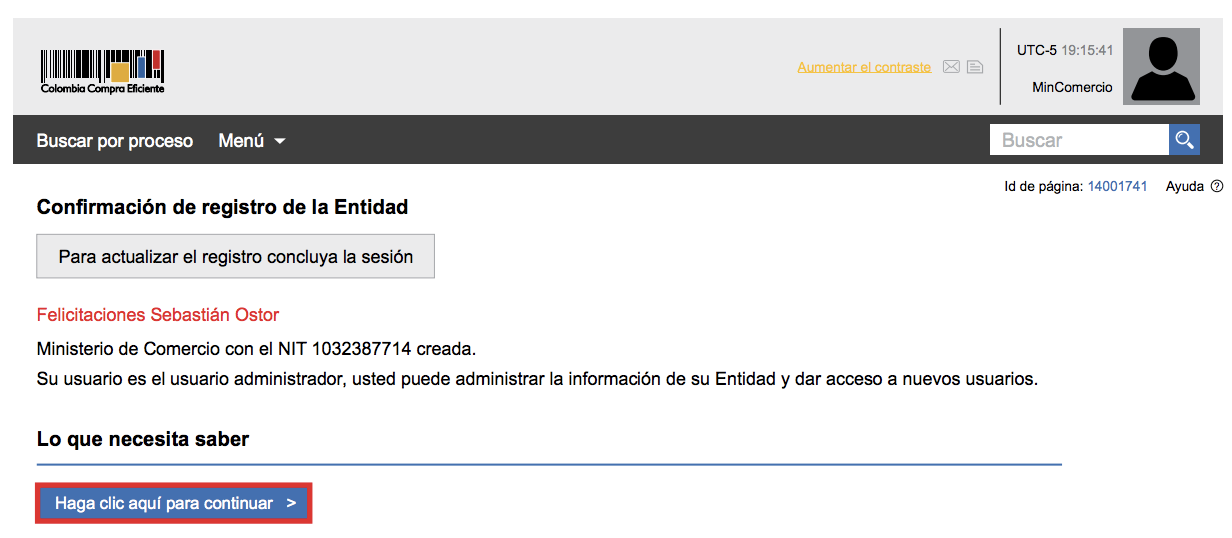 Colombia Compra Eficiente
Aumentar el contraste
UTC-5 19:15:41
MinComercio
Buscar por proceso Menú
Buscar
Id de página: 14001741 Ayuda ?
Confirmación de registro de la Entidad
Para actualizar el registro concluya la sesión
Felicitaciones Sebastián Ostor
Ministerio de Comercio con el NIT 1032387714 creada.
Su usuario es el usuario administrador, usted puede administrar la información de su Entidad y dar acceso a nuevos usuarios.
Lo que necesita saber
Haga clic aquí para continuar >